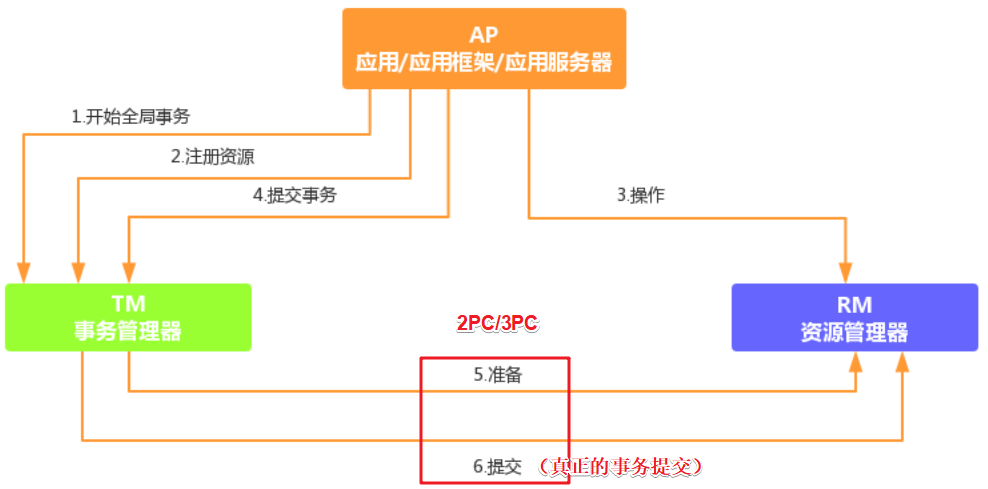 AP
应用/应用框架/应用服务器
1.开始全局事务
2.注册资源
4.提交事务
3.操作
TM
事务管理器
2PC/3PC
RM
资源管理器
5.准备
6.提交 （真正的事务提交）